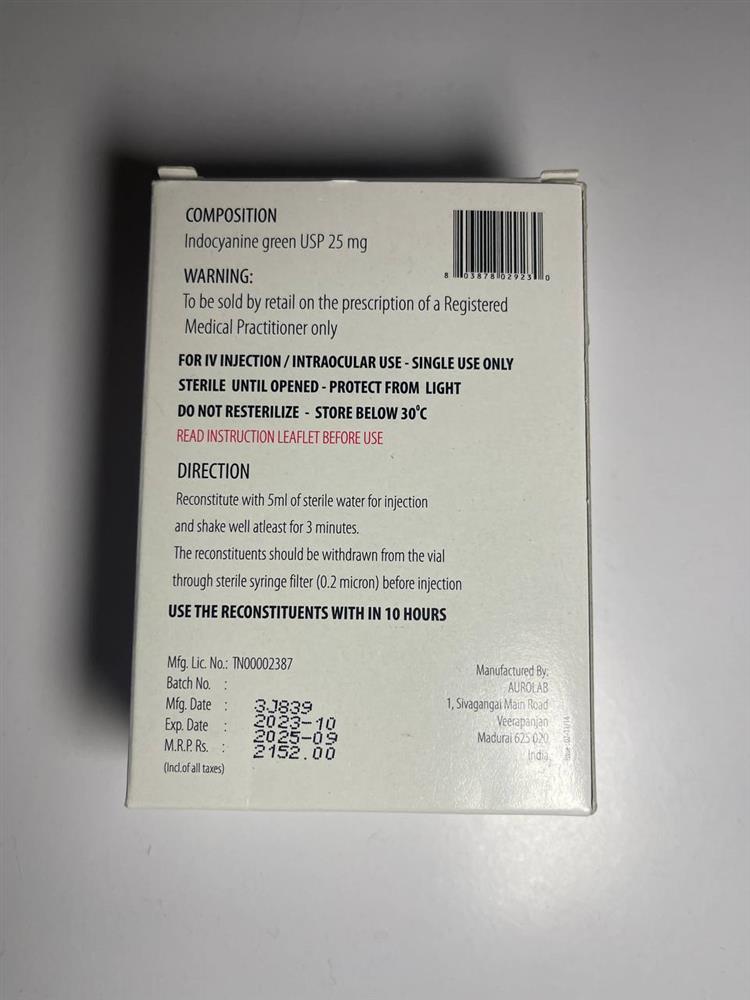 COMPOSITION
Indocyanine green USP 25 mg
8 03878 02923 0
WARNING:
To be sold by retail on the prescription of a Registered
Medical Practitioner only
FOR IV INJECTION / INTRAOCULAR USE - SINGLE USE ONLY
STERILE UNTIL OPENED - PROTECT FROM LIGHT
DO NOT RESTERILIZE - STORE BELOW 30°C
READ INSTRUCTION LEAFLET BEFORE USE
DIRECTION
Reconstitute with 5ml of sterile water for injection
and shake well atleast for 3 minutes.
The reconstituents should be withdrawn from the vial
through sterile syringe filter (0.2 micron) before injection
USE THE RECONSTITUENTS WITH IN 10 HOURS
Mfg. Lic. No.: TN00002387
Batch No. :
Mfg. Date : 3J839
Exp. Date : 2023-10
2025-09
M.R.P. Rs. : 2152.00
(Incl.of all taxes)
Manufactured By:
AUROLAB
1, Sivagangai Main Road
Veerapanjan
Madurai 625 020
India